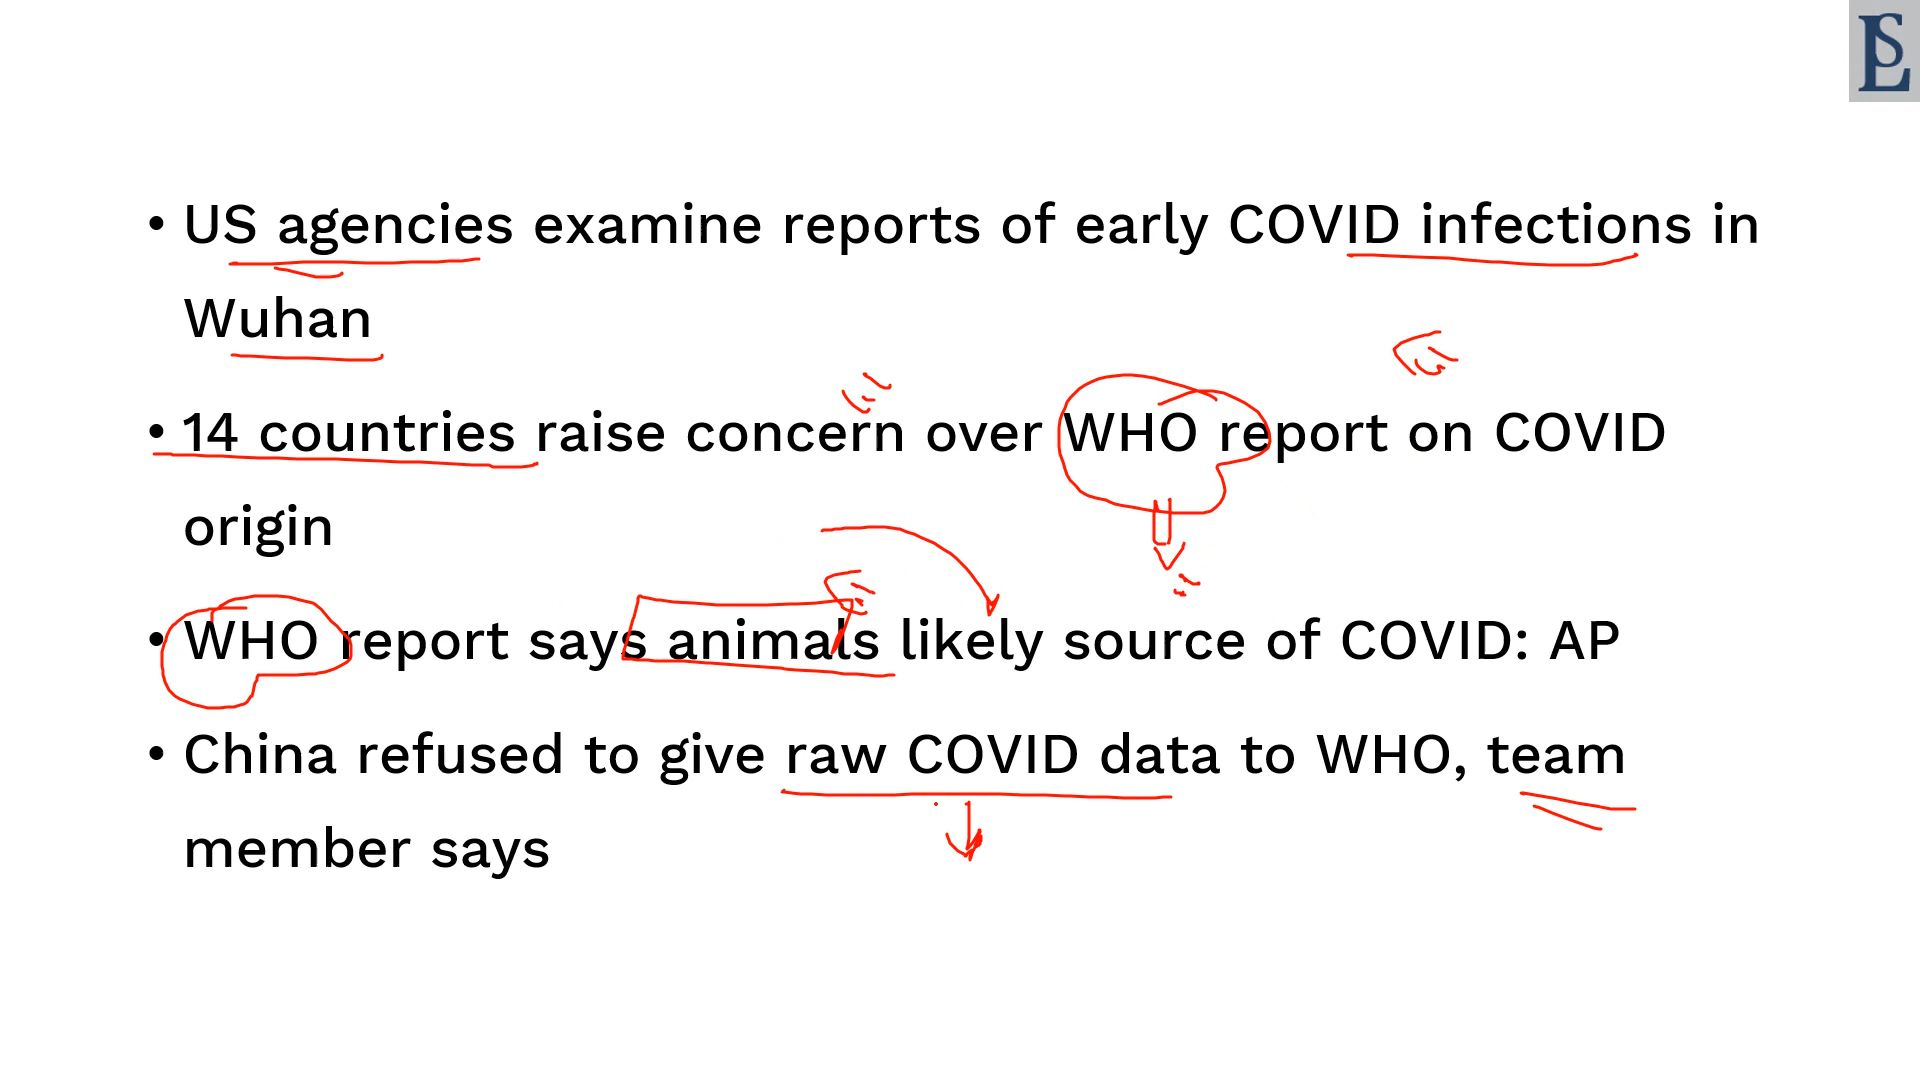 • US agencies examine reports of early COVID infections in
Wuhan
• 14 countries raise concern over WHO report on COVID
origin
• WHO report says animals likely source of COVID: AP
• China refused to give raw COVID data to WHO, team
member says